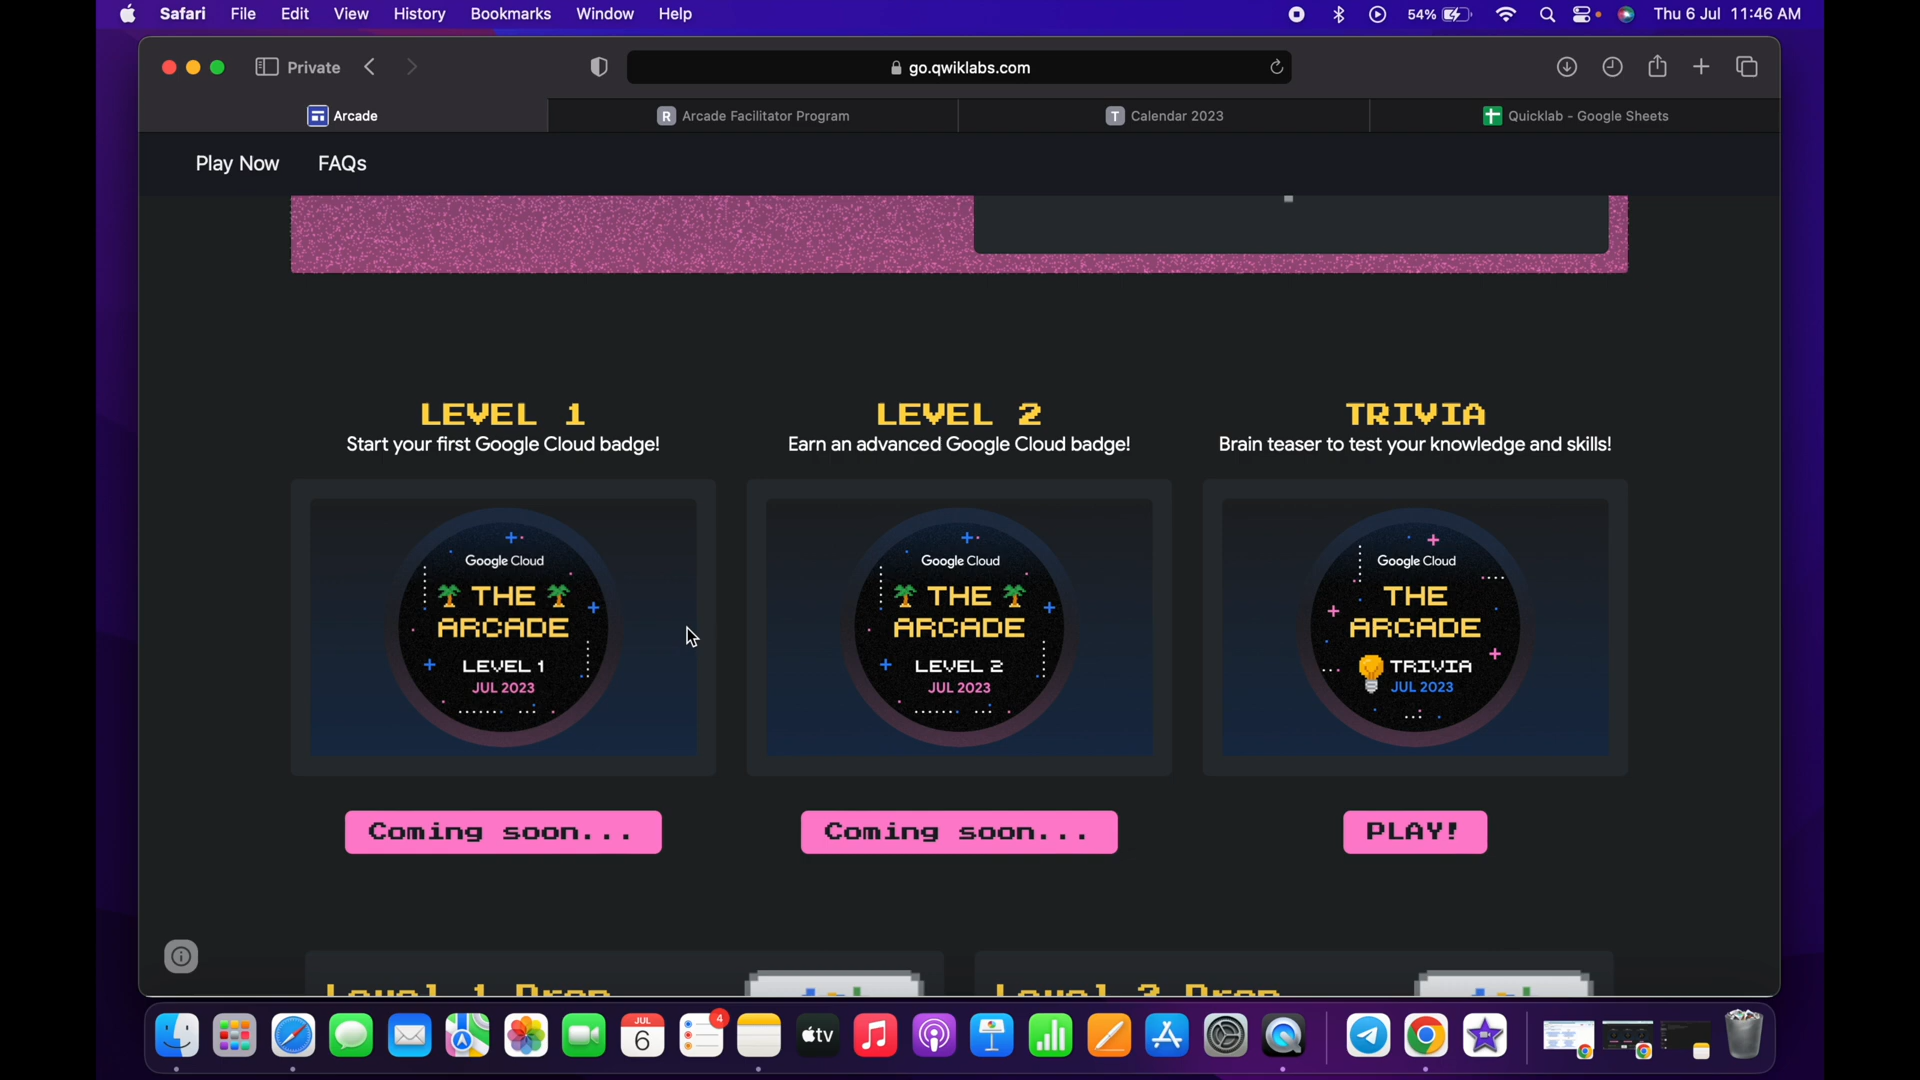 Safari File Edit View History Bookmarks Window Help 54% Thu 6 Jul 11:46 AM
Private go.qwiklabs.com
Arcade R Arcade Facilitator Program T Calendar 2023 Quicklab - Google Sheets
Play Now FAQs
LEVEL 1 LEVEL 2 TRIVIA
Start your first Google Cloud badge! Earn an advanced Google Cloud badge! Brain teaser to test your knowledge and skills!
Google Cloud
THE
ARCADE
LEVEL 1
JUL 2023
Google Cloud
THE
ARCADE
LEVEL 2
JUL 2023
Google Cloud
THE
ARCADE
TRIVIA
JUL 2023
Coming soon... Coming soon... PLAY!
JUL
6
4
tv